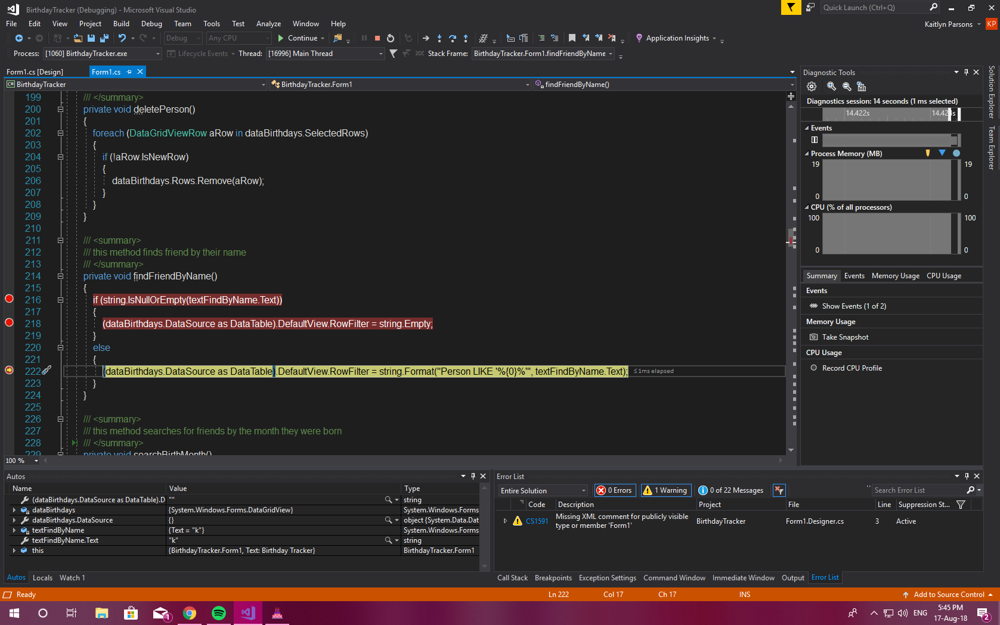 BirthdayTracker (Debugging) - Microsoft Visual Studio
Quick Launch (Ctrl+Q)
File Edit View Project Build Debug Team Tools Test Analyze Window Help
Kaitlyn Parsons KP
Debug Any CPU Continue Application Insights
Process: [1060] BirthdayTracker.exe Lifecycle Events Thread: [16996] Main Thread Stack Frame: BirthdayTracker.Form1.findFriendByName
Form1.cs [Design] Form1.cs
C# BirthdayTracker BirthdayTracker.Form1 findFriendByName()
199 /// </summary>
200 private void deletePerson()
201 {
202 foreach (DataGridViewRow aRow in dataBirthdays.SelectedRows)
203 {
204 if (!aRow.IsNewRow)
205 {
206 dataBirthdays.Rows.Remove(aRow);
207 }
208 }
209 }
210
211 /// <summary>
212 /// this method finds friend by their name
213 /// </summary>
214 private void findFriendByName()
215 {
216 if (string.IsNullOrEmpty(textFindByName.Text))
217 {
218 (dataBirthdays.DataSource as DataTable).DefaultView.RowFilter = string.Empty;
219 }
220 else
221 {
222 (dataBirthdays.DataSource as DataTable).DefaultView.RowFilter = string.Format("Person LIKE '%{0}%'", textFindByName.Text); ≤1ms elapsed
223 }
224 }
225
226 /// <summary>
227 /// this method searches for friends by the month they were born
228 /// </summary>
229 private void searchBirthMonth()
100 %
Diagnostic Tools
Diagnostics session: 14 seconds (1 ms selected)
14.422s 14.424s
Events
Process Memory (MB)
19 19
0 0
CPU (% of all processors)
100 100
0 0
Summary Events Memory Usage CPU Usage
Events
Show Events (1 of 2)
Memory Usage
Take Snapshot
CPU Usage
Record CPU Profile
Solution Explorer
Team Explorer
Autos
Name Value Type
(dataBirthdays.DataSource as DataTable).D "" string
dataBirthdays {System.Windows.Forms.DataGridView} System.Windows.Forms
dataBirthdays.DataSource {} object {System.Data.Dat
textFindByName {Text = "k"} System.Windows.Forms
textFindByName.Text "k" string
this {BirthdayTracker.Form1, Text: Birthday Tracker} BirthdayTracker.Form1
Autos Locals Watch 1
Error List
Entire Solution 0 Errors 1 Warning 0 of 22 Messages Search Error List
Code Description Project File Line Suppression St...
CS1591 Missing XML comment for publicly visible type or member 'Form1' BirthdayTracker Form1.Designer.cs 3 Active
Call Stack Breakpoints Exception Settings Command Window Immediate Window Output Error List
Ready Ln 222 Col 17 Ch 17 INS Add to Source Control
1 ENG 5:45 PM
17-Aug-18 2